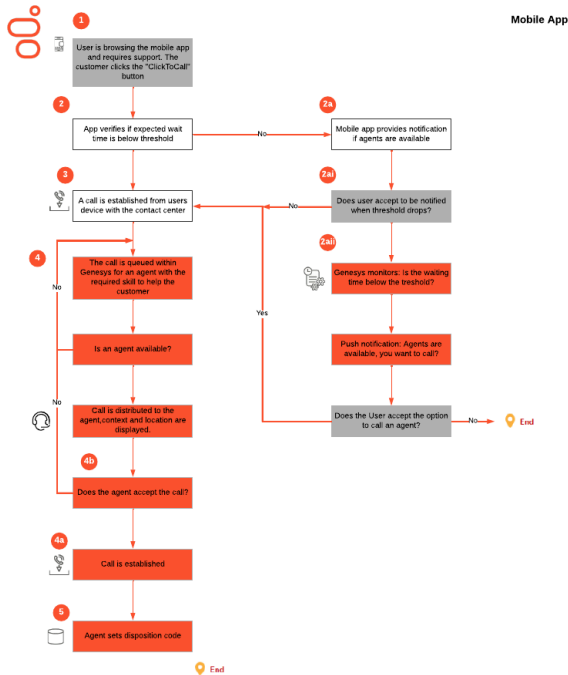 Mobile App
1
User is browsing the mobile app
and requires support. The
customer clicks the "ClickToCall"
button
2
App verifies if expected wait
time is below threshold
No
2a
Mobile app provides notification
if agents are available
3
A call is established from users
device with the contact center
2ai
Does user accept to be notified
when threshold drops?
No
4
The call is queued within
Genesys for an agent with the
required skill to help the
customer
No
2aii
Genesys monitors: Is the waiting
time below the treshold?
Yes
Is an agent available?
Push notification: Agents are
available, you want to call?
No
Call is distributed to the
agent,context and location are
displayed.
Does the User accept the option
to call an agent?
No
End
4b
Does the agent accept the call?
4a
Call is established
5
Agent sets disposition code
End